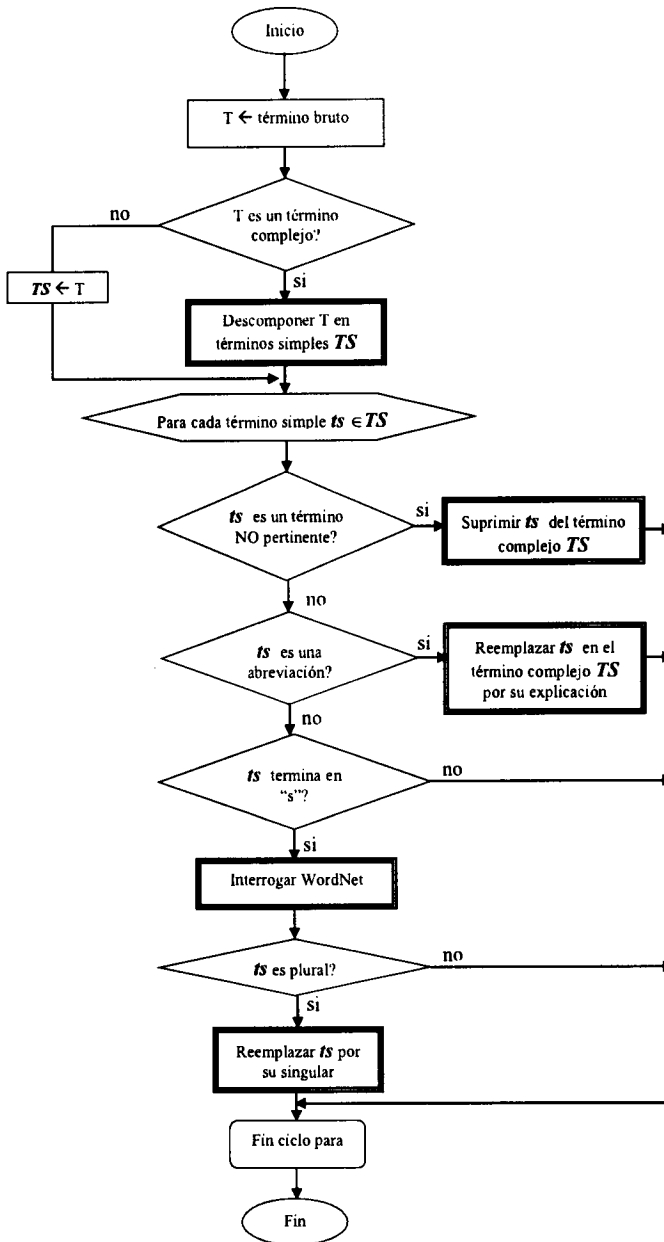 Inicio
T ← término bruto
T es un término
complejo?
no
TS ← T
si
Descomponer T en
términos simples TS
Para cada término simple ts ∈ TS
ts es un término
NO pertinente?
si
Suprimir ts del término
complejo TS
no
ts es una
abreviación?
si
Reemplazar ts en el
término complejo TS
por su explicación
no
ts termina en
“s”?
no
si
Interrogar WordNet
ts es plural?
no
si
Reemplazar ts por
su singular
Fin ciclo para
Fin